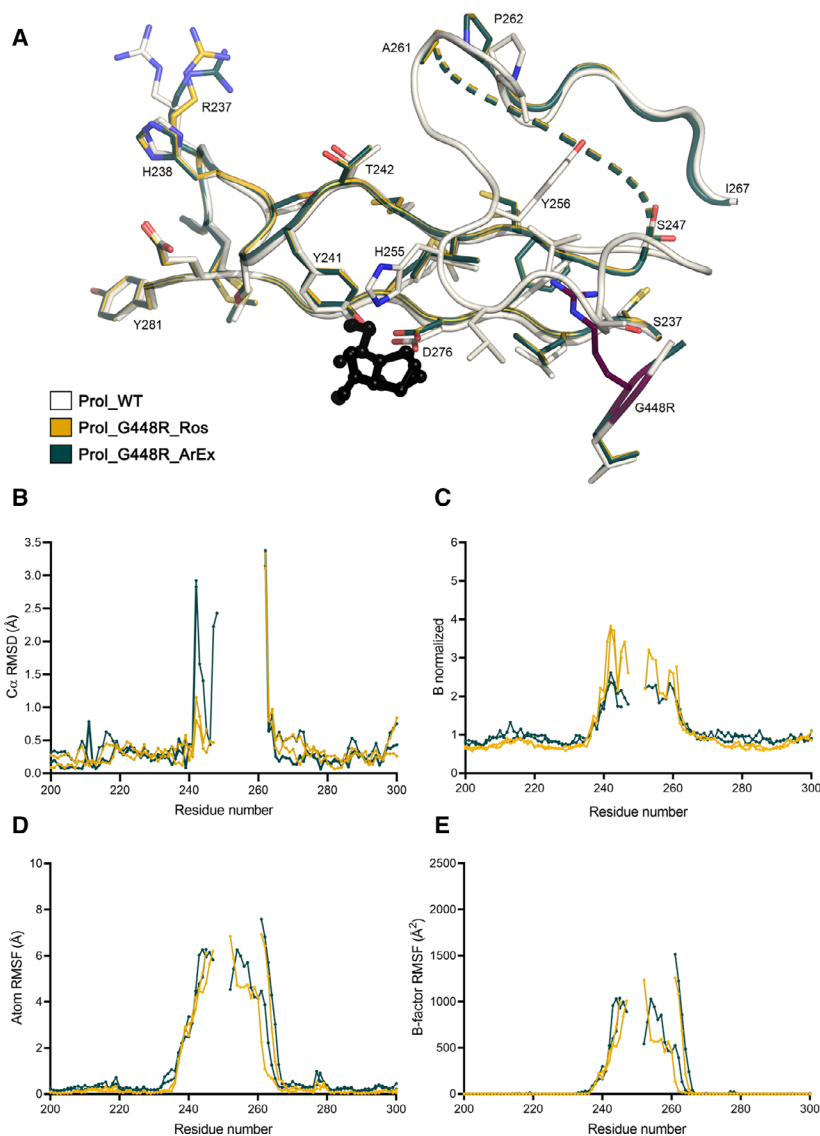 A
P262
A261
R237
H238
T242
Y256
I267
S247
Y241
H255
Y281
D276
S237
G448R
Prol_WT
Prol_G448R_Ros
Prol_G448R_ArEx
B
C
3.5
3.0
2.5
2.0
1.5
1.0
0.5
0.0
Cα RMSD (Å)
200 220 240 260 280 300
Residue number
6
5
4
3
2
1
0
B normalized
200 220 240 260 280 300
Residue number
D
E
10
8
6
4
2
0
Atom RMSF (Å)
200 220 240 260 280 300
Residue number
2500
2000
1500
1000
500
0
B-factor RMSF (Å²)
200 220 240 260 280 300
Residue number